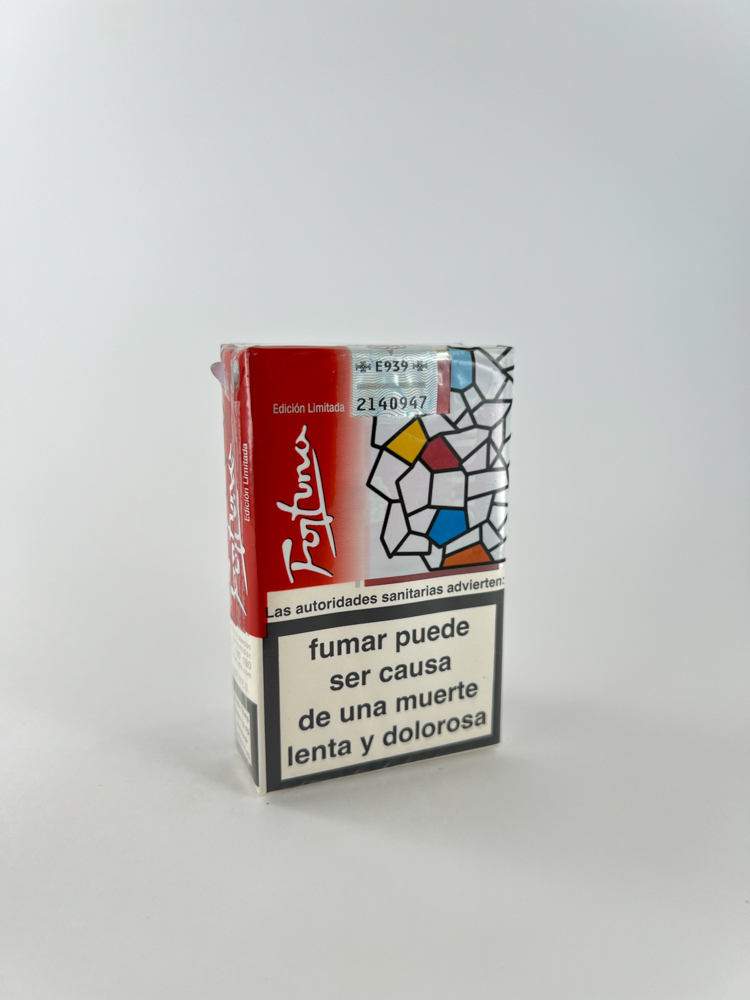 E939
2140947
Edición Limitada
Fortuna
Fortuna
Edición Limitada
Las autoridades sanitarias advierten:
fumar puede
ser causa
de una muerte
lenta y dolorosa